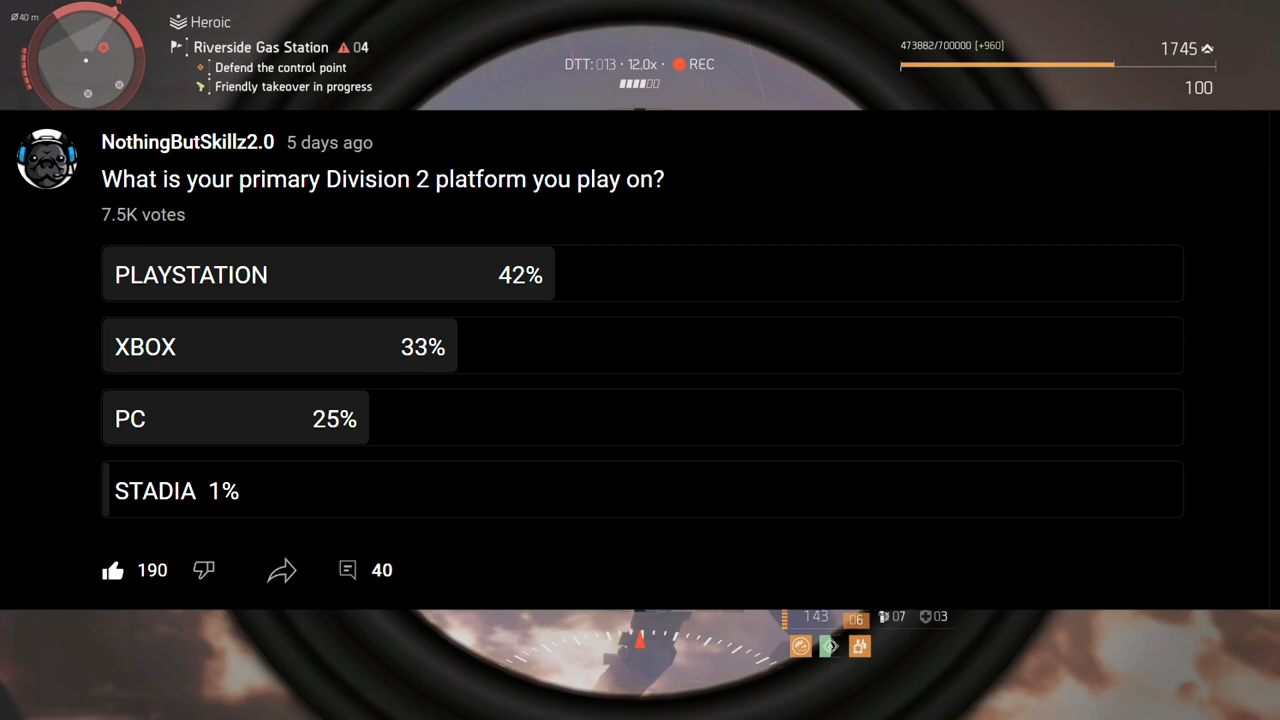 N
40 m
Heroic
Riverside Gas Station 04
Defend the control point
Friendly takeover in progress
DTT: 013 · 12.0x · REC
473882/700000 [+960]
1745
100
NothingButSkillz2.0 5 days ago
What is your primary Division 2 platform you play on?
7.5K votes
PLAYSTATION 42%
XBOX 33%
PC 25%
STADIA 1%
190 40
143 06 07 03